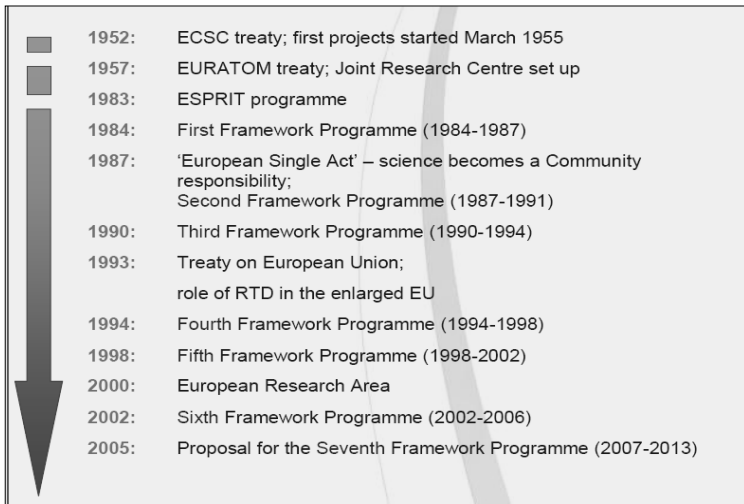 1952: ECSC treaty; first projects started March 1955
1957: EURATOM treaty; Joint Research Centre set up
1983: ESPRIT programme
1984: First Framework Programme (1984-1987)
1987: ‘European Single Act’ – science becomes a Community
responsibility;
Second Framework Programme (1987-1991)
1990: Third Framework Programme (1990-1994)
1993: Treaty on European Union;
role of RTD in the enlarged EU
1994: Fourth Framework Programme (1994-1998)
1998: Fifth Framework Programme (1998-2002)
2000: European Research Area
2002: Sixth Framework Programme (2002-2006)
2005: Proposal for the Seventh Framework Programme (2007-2013)